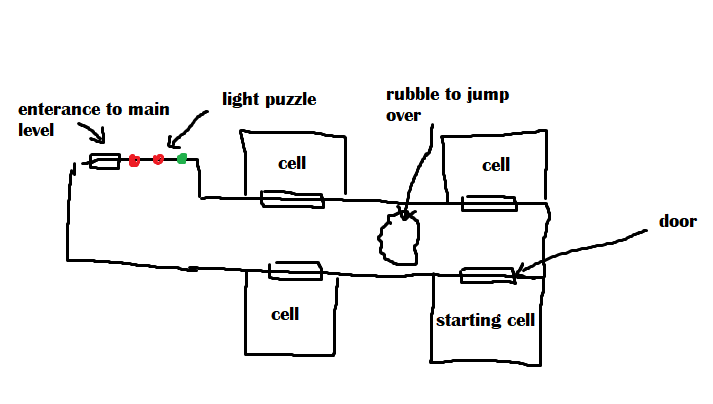 enterance to main
level
light puzzle
rubble to jump
over
cell
cell
door
cell
starting cell